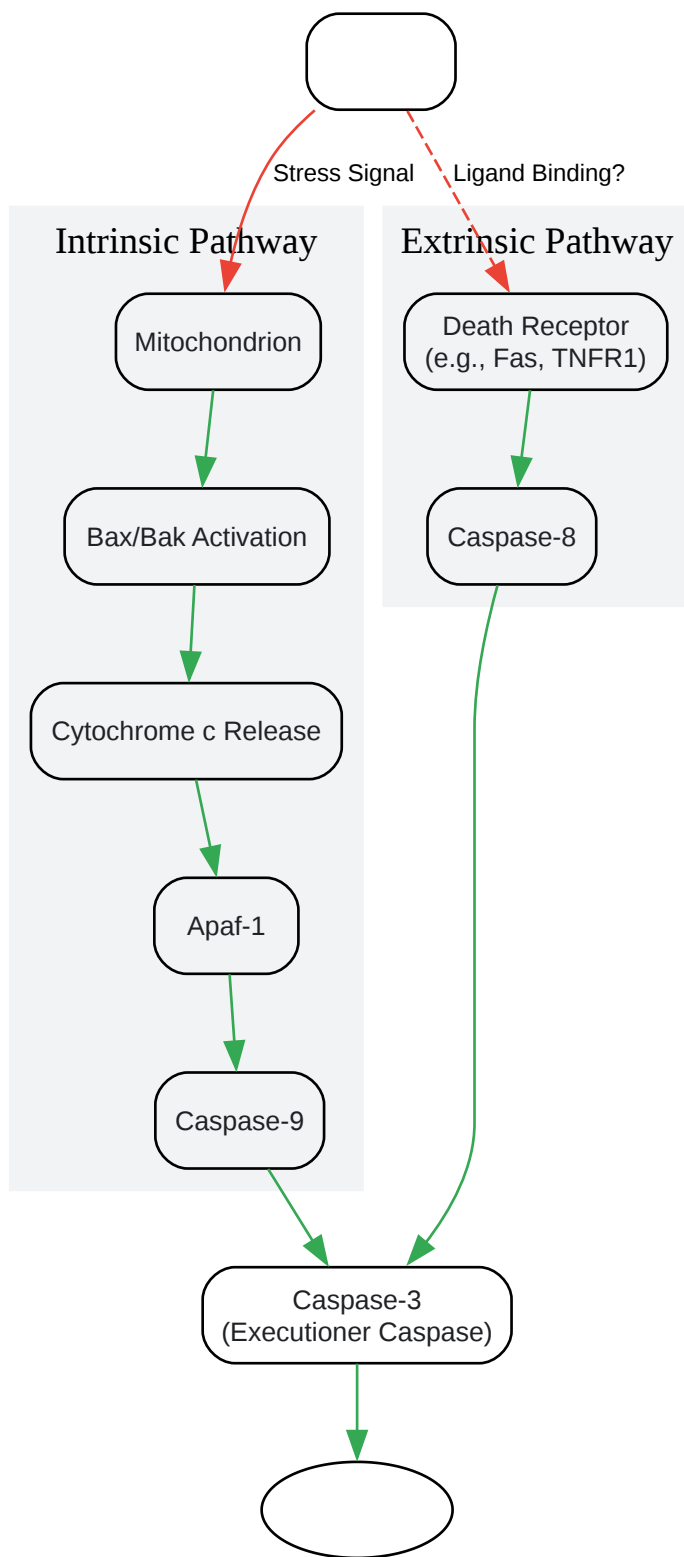 Stress Signal
Ligand Binding?
Intrinsic Pathway
Extrinsic Pathway
Mitochondrion
Death Receptor
(e.g., Fas, TNFR1)
Bax/Bak Activation
Caspase-8
Cytochrome c Release
Apaf-1
Caspase-9
Caspase-3
(Executioner Caspase)